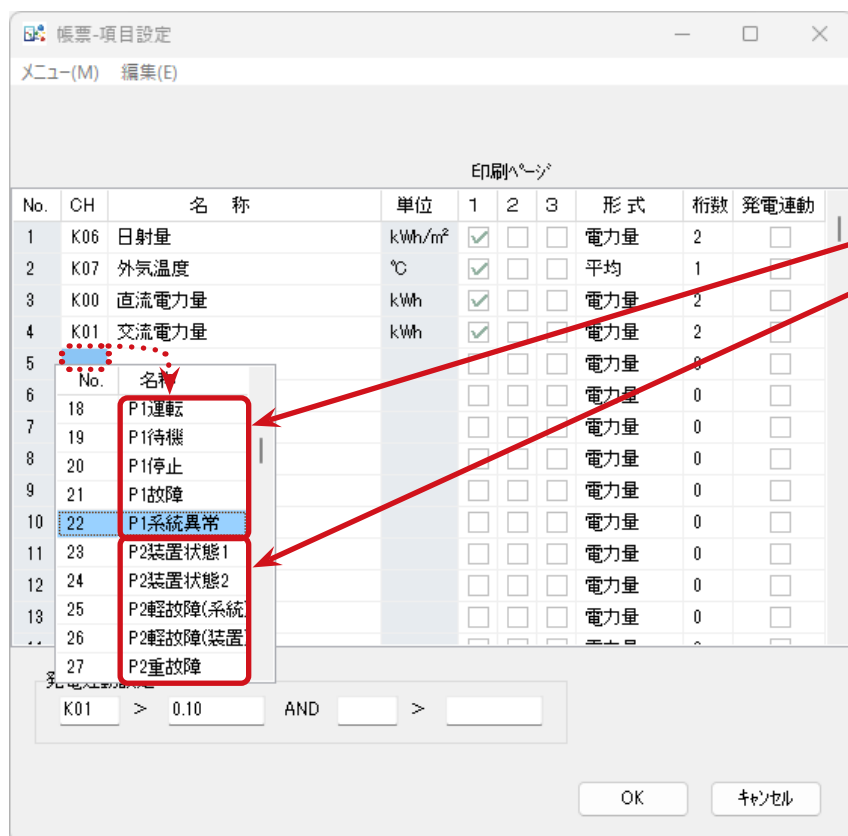 帳票-項目設定
メニュー(M) 編集(E)
印刷ページ
No. CH 名 称 単位 1 2 3 形 式 桁数 発電連動
1 K06 日射量 kWh/m² 電力量 2
2 K07 外気温度 ℃ 平均 1
3 K00 直流電力量 kWh 電力量 2
4 K01 交流電力量 kWh 電力量 2
5 電力量
No. 名称
6 電力量 0
18 P1運転
7 電力量 0
19 P1待機
8 電力量 0
20 P1停止
9 電力量 0
21 P1故障
10 電力量 0
22 P1系統異常
11 電力量 0
23 P2装置状態1
12 電力量 0
24 P2装置状態2
13 電力量 0
25 P2軽故障(系統)
26 P2軽故障(装置)
27 P2重故障
K01 > 0.10 AND >
OK キャンセル